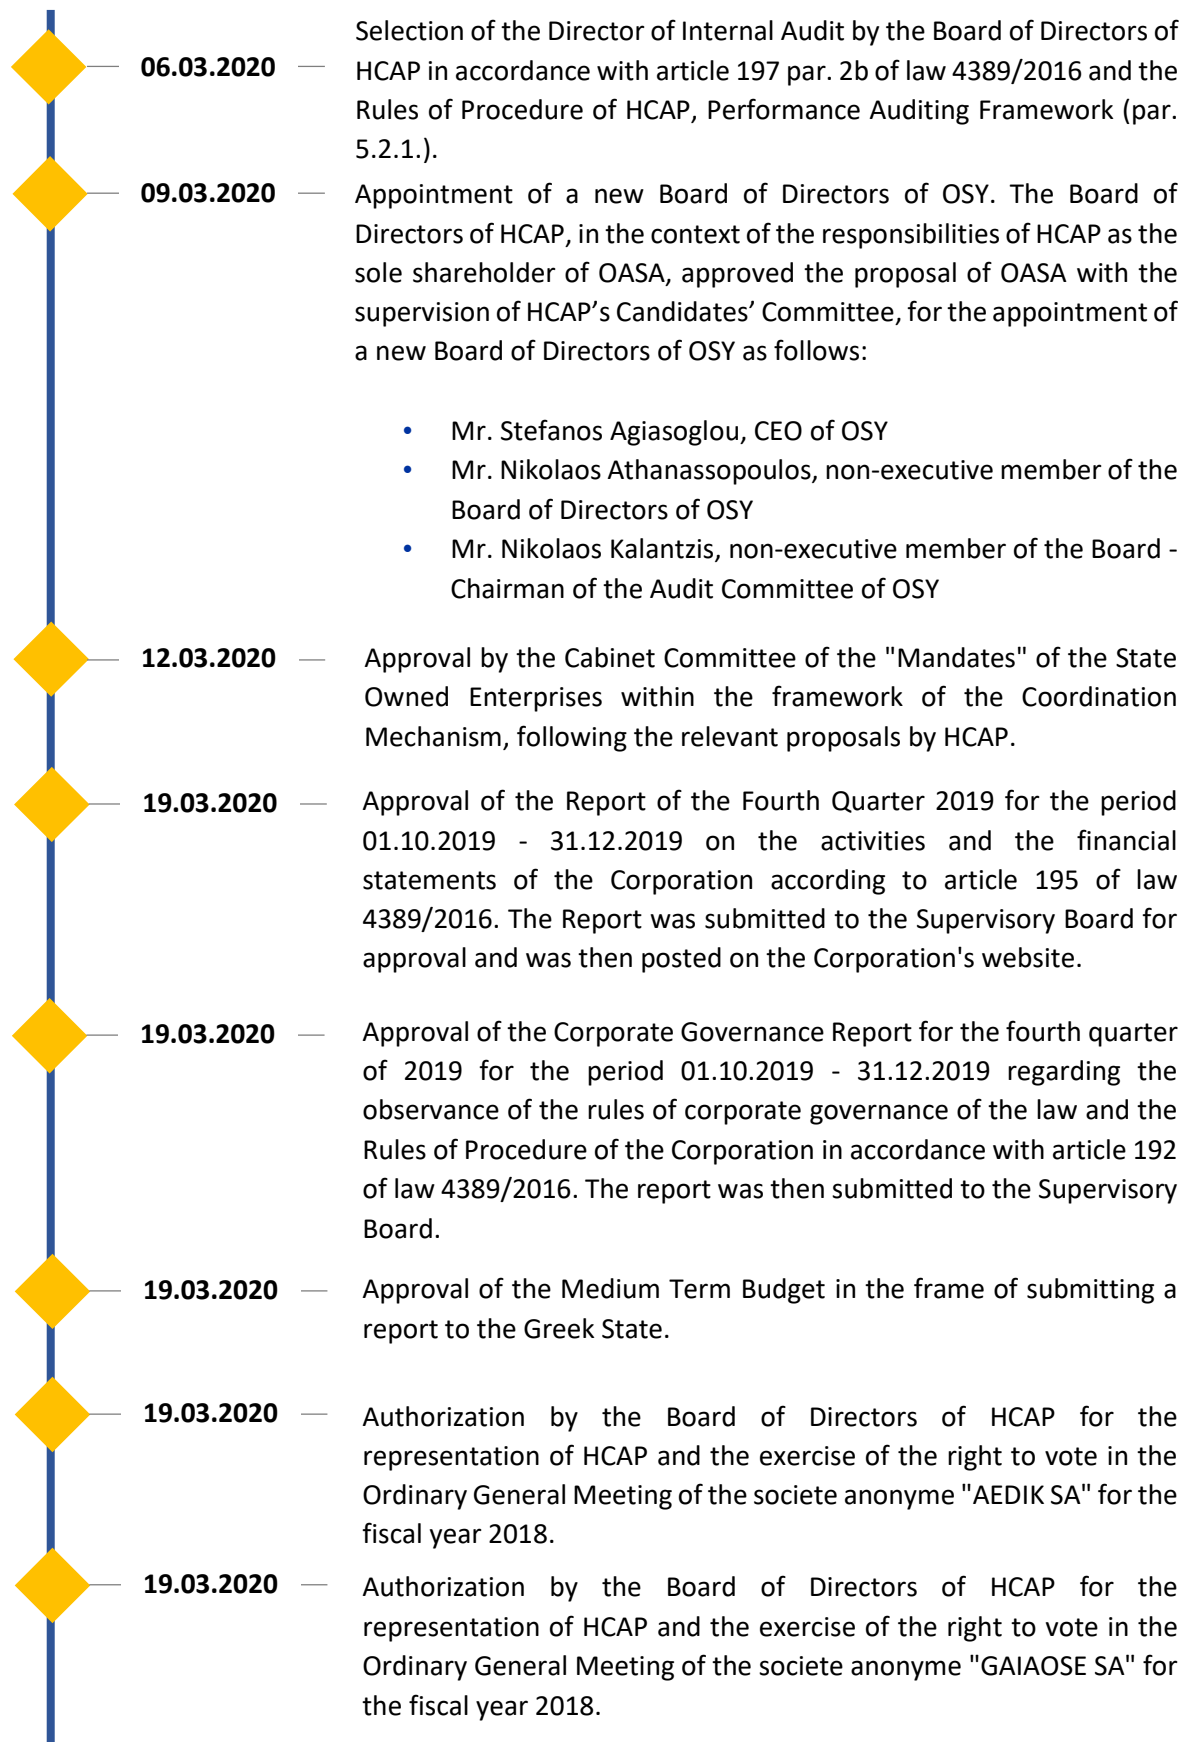 Selection of the Director of Internal Audit by the Board of Directors of
06.03.2020
HCAP in accordance with article 197 par. 2b of law 4389/2016 and the
Rules of Procedure of HCAP, Performance Auditing Framework (par.
5.2.1.).
09.03.2020
Appointment of a new Board of Directors of OSY. The Board of
Directors of HCAP, in the context of the responsibilities of HCAP as the
sole shareholder of OASA, approved the proposal of OASA with the
supervision of HCAP’s Candidates’ Committee, for the appointment of
a new Board of Directors of OSY as follows:
• Mr. Stefanos Agiasoglou, CEO of OSY
• Mr. Nikolaos Athanassopoulos, non-executive member of the
Board of Directors of OSY
• Mr. Nikolaos Kalantzis, non-executive member of the Board -
Chairman of the Audit Committee of OSY
12.03.2020
Approval by the Cabinet Committee of the "Mandates" of the State
Owned Enterprises within the framework of the Coordination
Mechanism, following the relevant proposals by HCAP.
19.03.2020
Approval of the Report of the Fourth Quarter 2019 for the period
01.10.2019 - 31.12.2019 on the activities and the financial
statements of the Corporation according to article 195 of law
4389/2016. The Report was submitted to the Supervisory Board for
approval and was then posted on the Corporation's website.
19.03.2020
Approval of the Corporate Governance Report for the fourth quarter
of 2019 for the period 01.10.2019 - 31.12.2019 regarding the
observance of the rules of corporate governance of the law and the
Rules of Procedure of the Corporation in accordance with article 192
of law 4389/2016. The report was then submitted to the Supervisory
Board.
19.03.2020
Approval of the Medium Term Budget in the frame of submitting a
report to the Greek State.
19.03.2020
Authorization by the Board of Directors of HCAP for the
representation of HCAP and the exercise of the right to vote in the
Ordinary General Meeting of the societe anonyme "AEDIK SA" for the
fiscal year 2018.
19.03.2020
Authorization by the Board of Directors of HCAP for the
representation of HCAP and the exercise of the right to vote in the
Ordinary General Meeting of the societe anonyme "GAIAOSE SA" for
the fiscal year 2018.